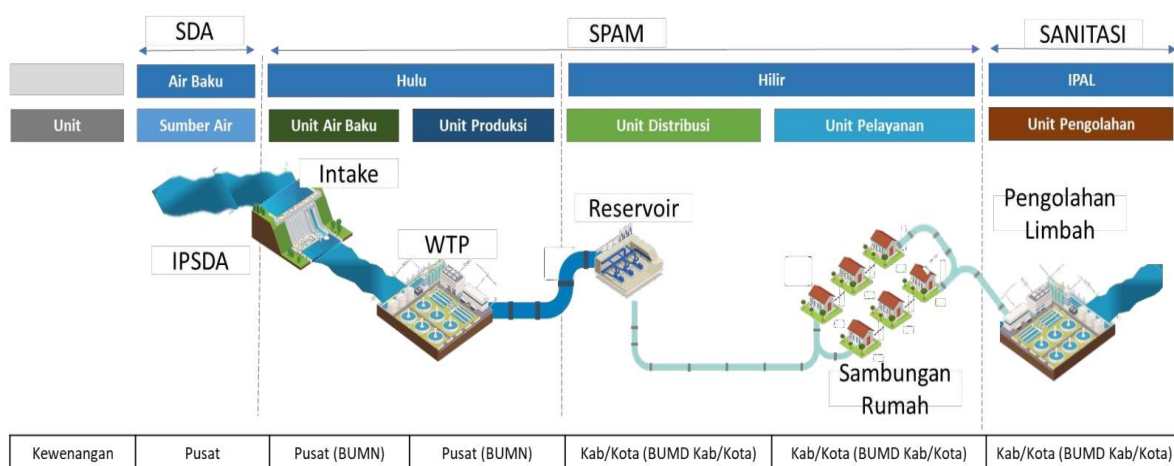 SDA
SPAM
SANITASI
Air Baku
Hulu
Hilir
IPAL
Unit
Sumber Air
Unit Air Baku
Unit Produksi
Unit Distribusi
Unit Pelayanan
Unit Pengolahan
Intake
IPSDA
WTP
Reservoir
Sambungan
Rumah
Pengolahan
Limbah
Kewenangan
Pusat
Pusat (BUMN)
Pusat (BUMN)
Kab/Kota (BUMD Kab/Kota)
Kab/Kota (BUMD Kab/Kota)
Kab/Kota (BUMD Kab/Kota)